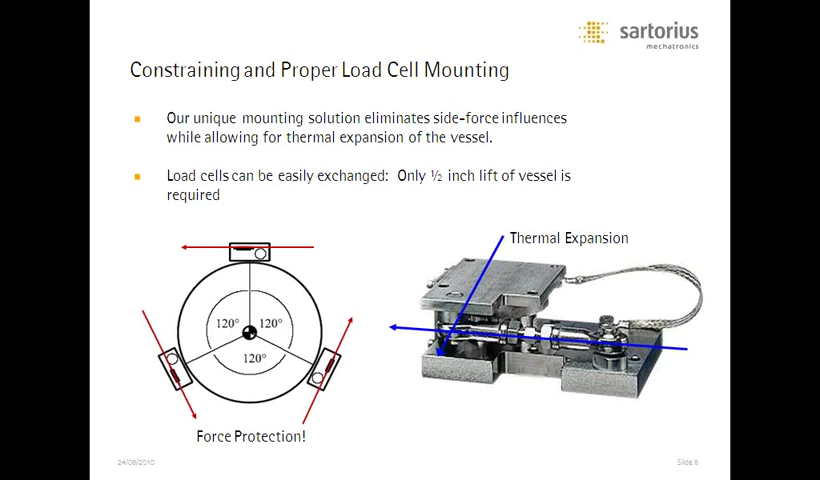 sartorius
mechatronics
Constraining and Proper Load Cell Mounting
Our unique mounting solution eliminates side-force influences
while allowing for thermal expansion of the vessel.
Load cells can be easily exchanged: Only ½ inch lift of vessel is
required
Thermal Expansion
120° 120°
120°
Force Protection!
24/08/2010
Slide 6